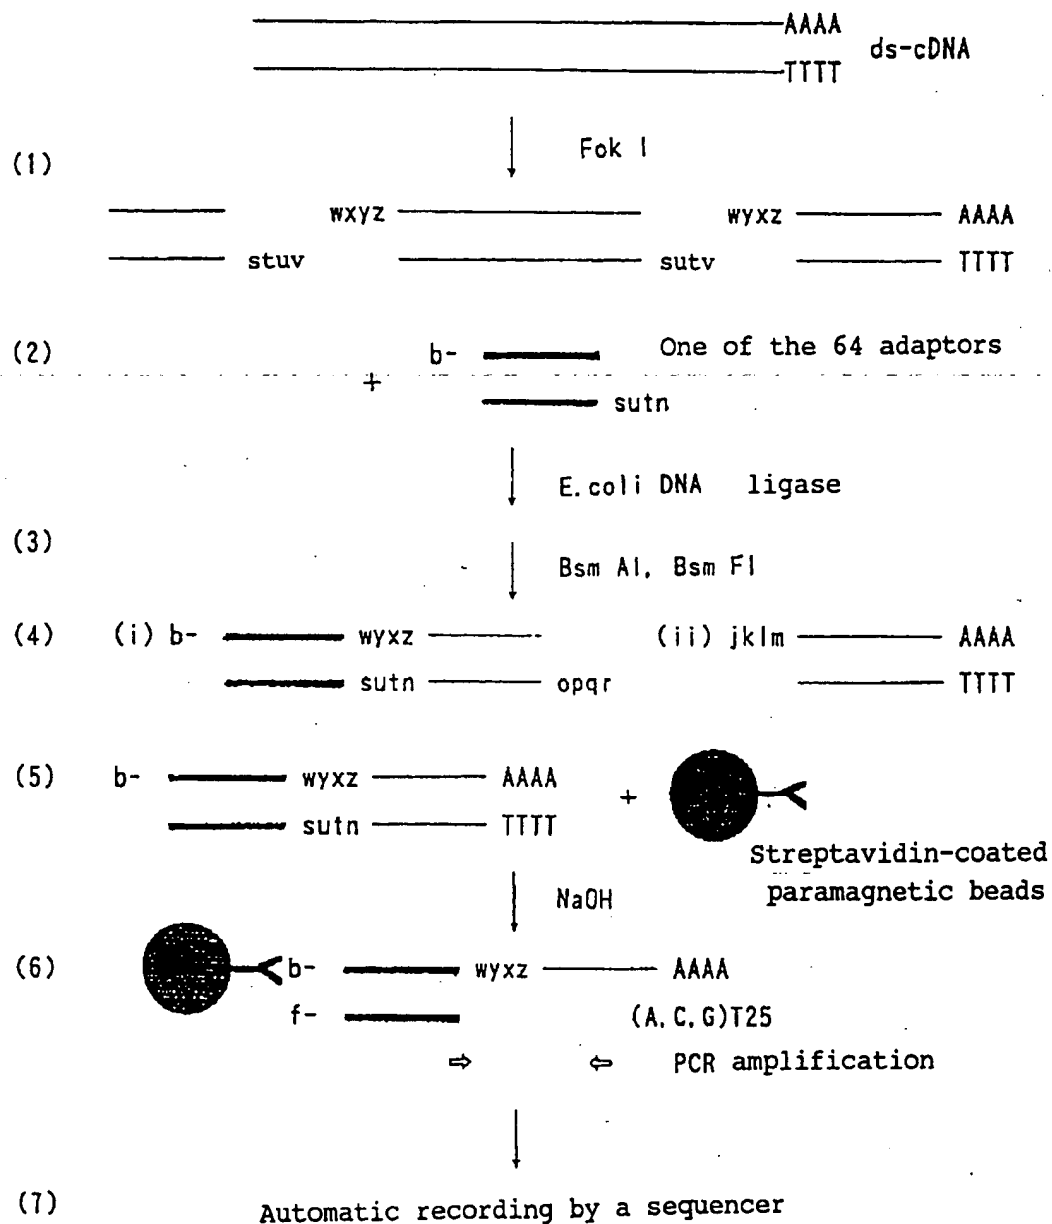 AAAA
ds-cDNA
TTTT
Fok I
(1)
wxyz wyxz AAAA
stuv sutv TTTT
(2) b- One of the 64 adaptors
+
sutn
E.coli DNA ligase
(3)
Bsm AI, Bsm FI
(4) (i) b- wyxz (ii) jklm AAAA
sutn opqr TTTT
(5) b- wyxz AAAA
+
sutn TTTT
Streptavidin-coated
paramagnetic beads
NaOH
(6) b- wyxz AAAA
f- (A,C,G)T25
⇨ ⇦ PCR amplification
(7) Automatic recording by a sequencer